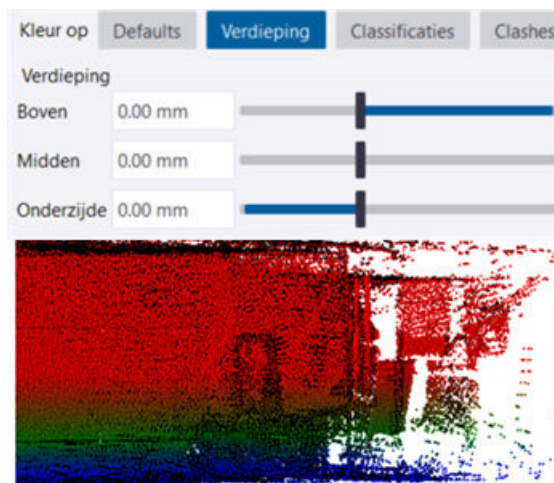 Kleur op Defaults Verdieping Classificaties Clashes
Verdieping
Boven 0.00 mm
Midden 0.00 mm
Onderzijde 0.00 mm